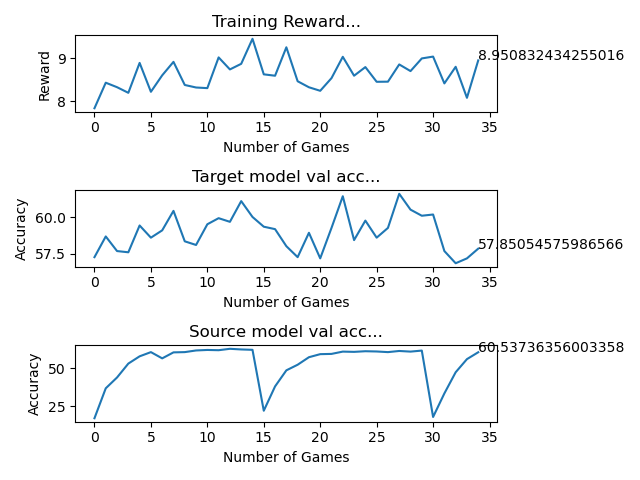 Training Reward...
9
8
Reward
8.950832434255016
0 5 10 15 20 25 30 35
Number of Games
Target model val acc...
60.0
57.5
Accuracy
57.85054575986566
0 5 10 15 20 25 30 35
Number of Games
Source model val acc...
50
25
Accuracy
60.53736356003358
0 5 10 15 20 25 30 35
Number of Games